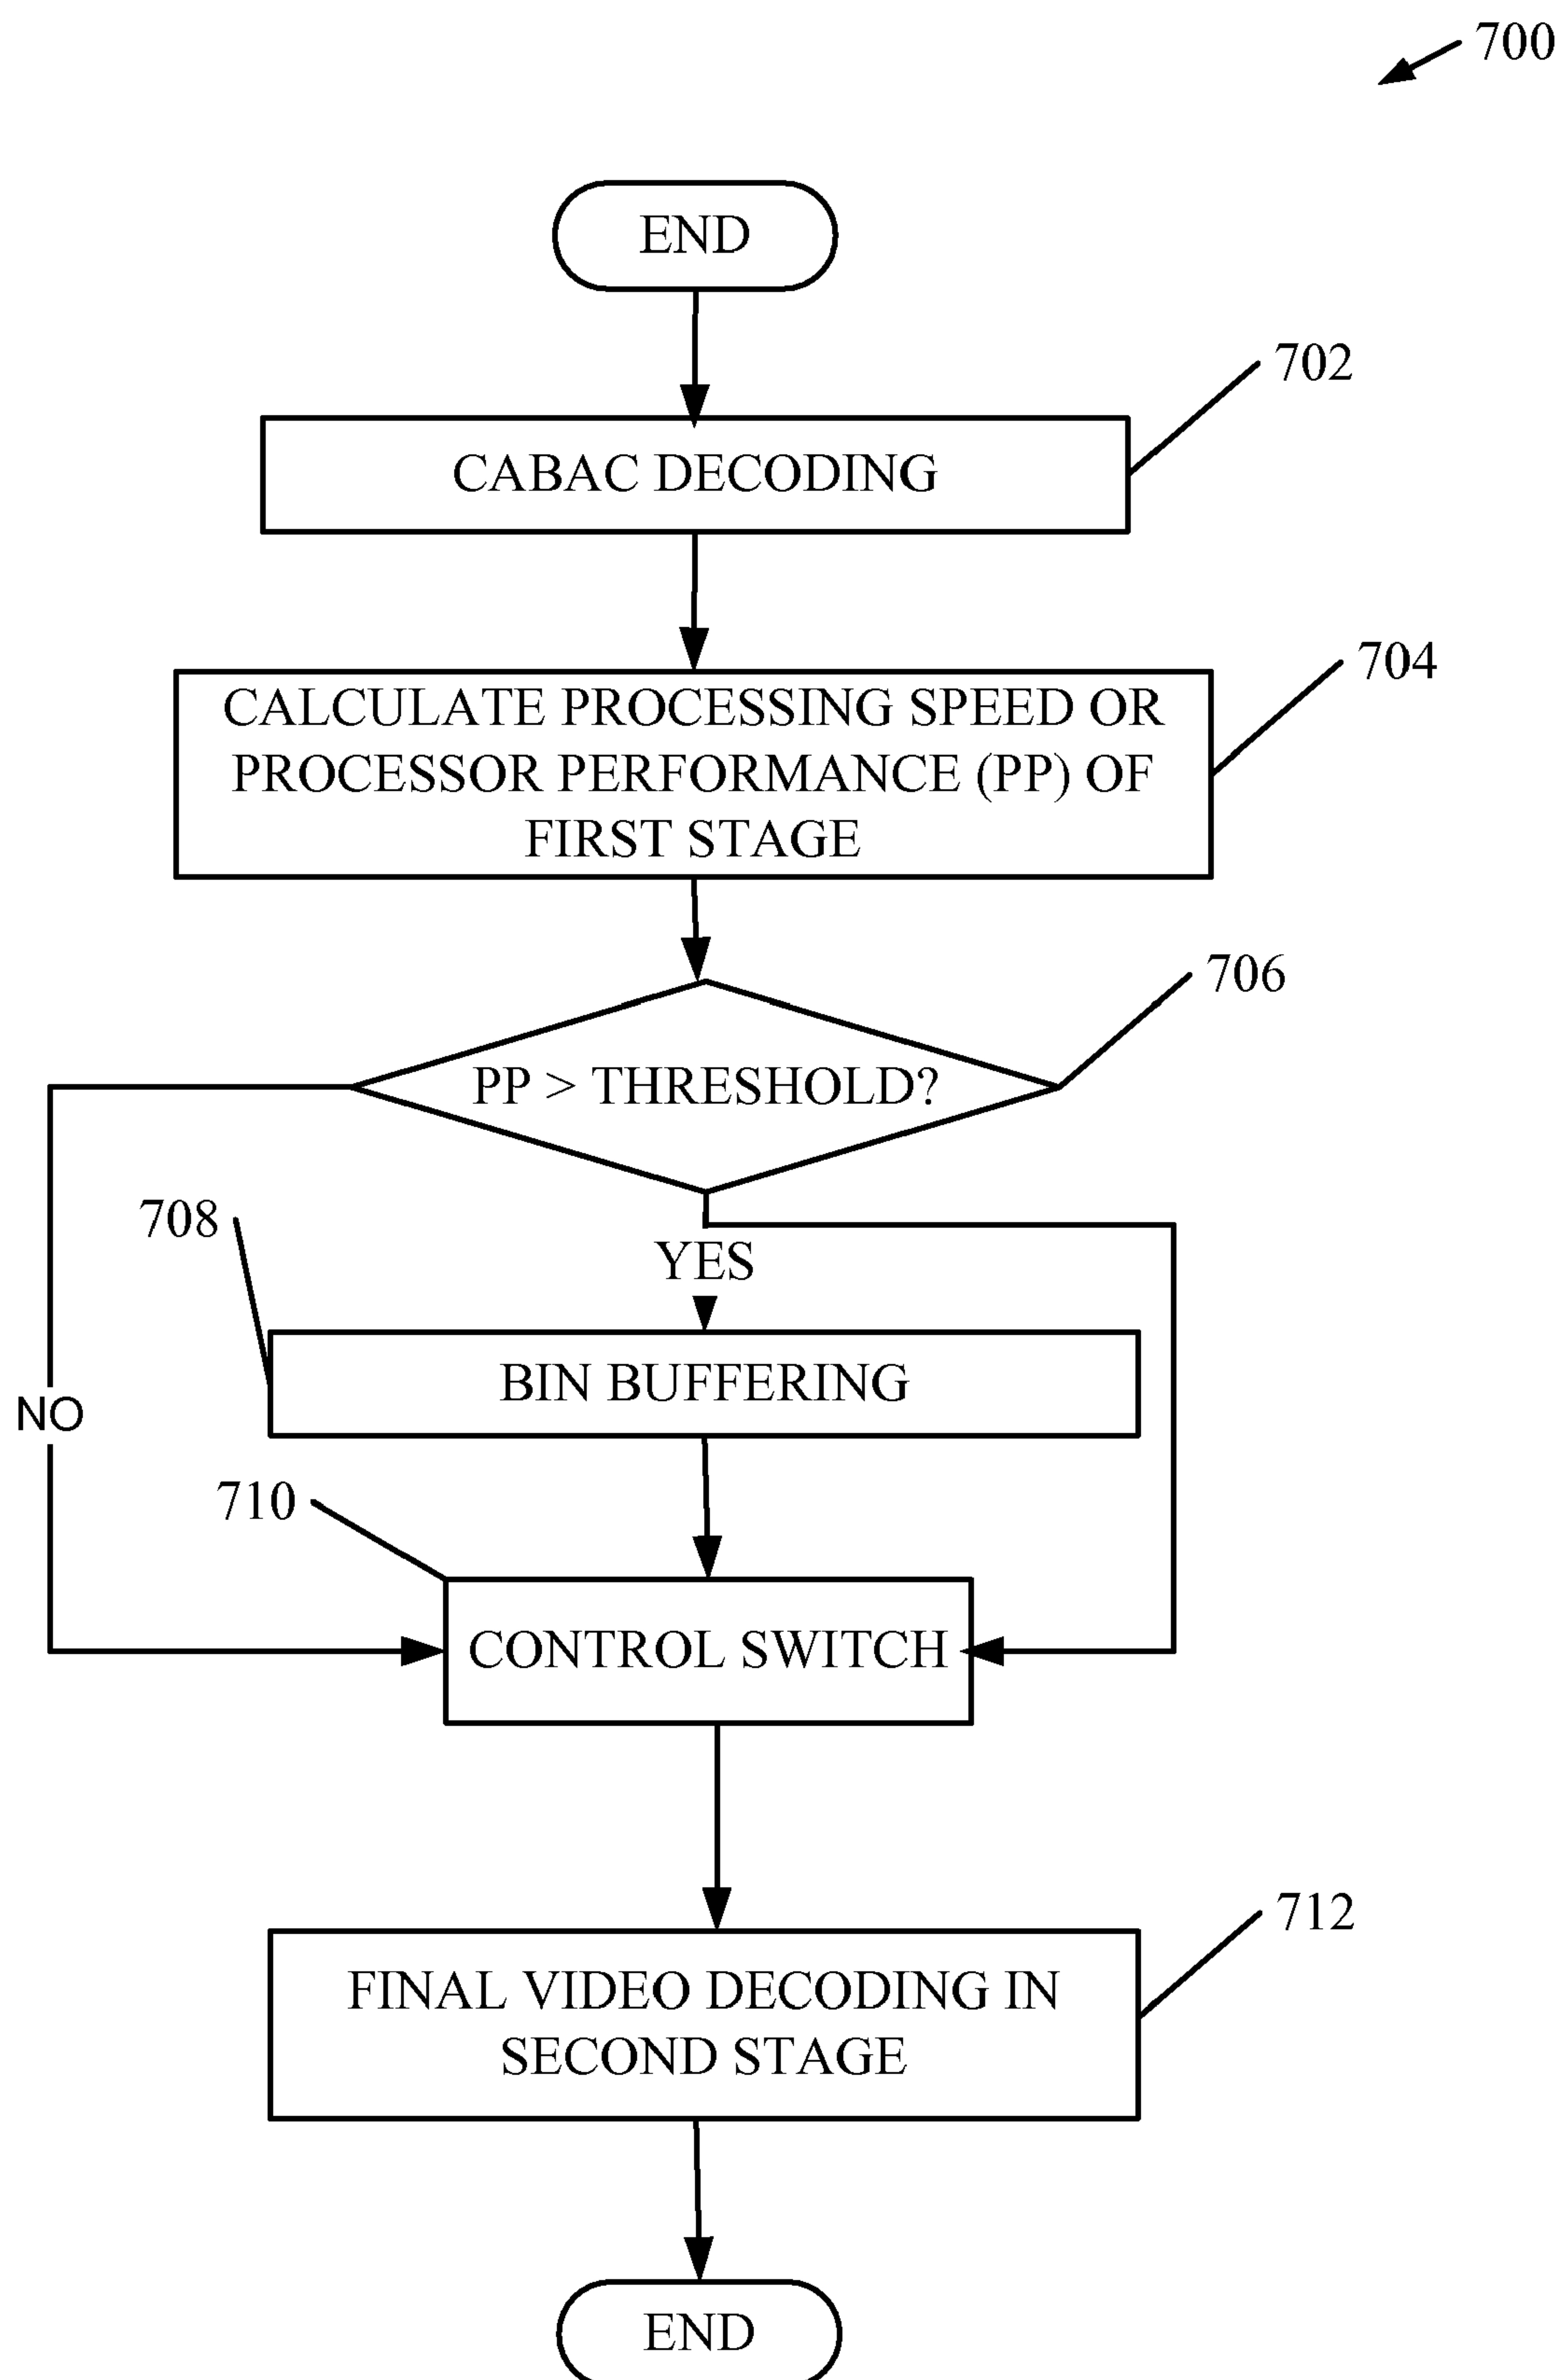 700
END
702
CABAC DECODING
704
CALCULATE PROCESSING SPEED OR
PROCESSOR PERFORMANCE (PP) OF
FIRST STAGE
706
PP > THRESHOLD?
708
YES
BIN BUFFERING
NO
710
CONTROL SWITCH
712
FINAL VIDEO DECODING IN
SECOND STAGE
END